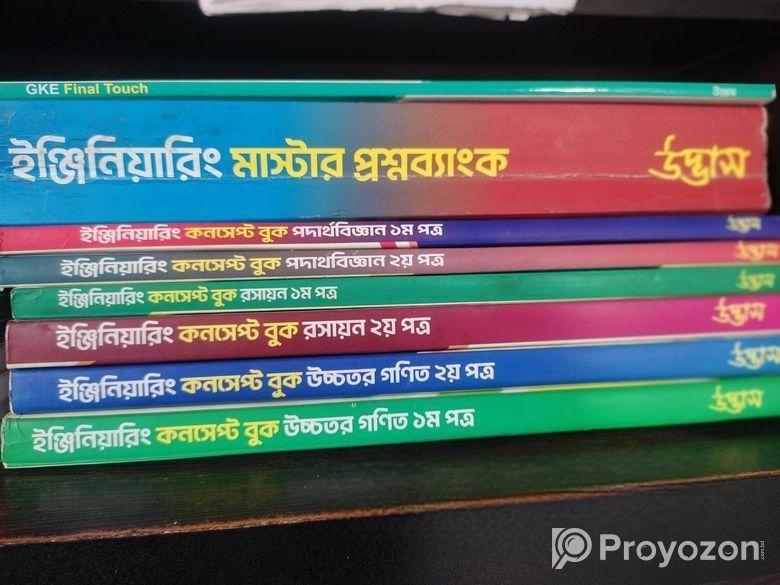 GKE Final Touch উদ্ভাস
ইঞ্জিনিয়ারিং মাস্টার প্রশ্নব্যাংক উদ্ভাস
ইঞ্জিনিয়ারিং কনসেপ্ট বুক পদার্থবিজ্ঞান ১ম পত্র উদ্ভাস
ইঞ্জিনিয়ারিং কনসেপ্ট বুক পদার্থবিজ্ঞান ২য় পত্র উদ্ভাস
ইঞ্জিনিয়ারিং কনসেপ্ট বুক রসায়ন ১ম পত্র উদ্ভাস
ইঞ্জিনিয়ারিং কনসেপ্ট বুক রসায়ন ২য় পত্র উদ্ভাস
ইঞ্জিনিয়ারিং কনসেপ্ট বুক উচ্চতর গণিত ২য় পত্র উদ্ভাস
ইঞ্জিনিয়ারিং কনসেপ্ট বুক উচ্চতর গণিত ১ম পত্র উদ্ভাস
Proyozon